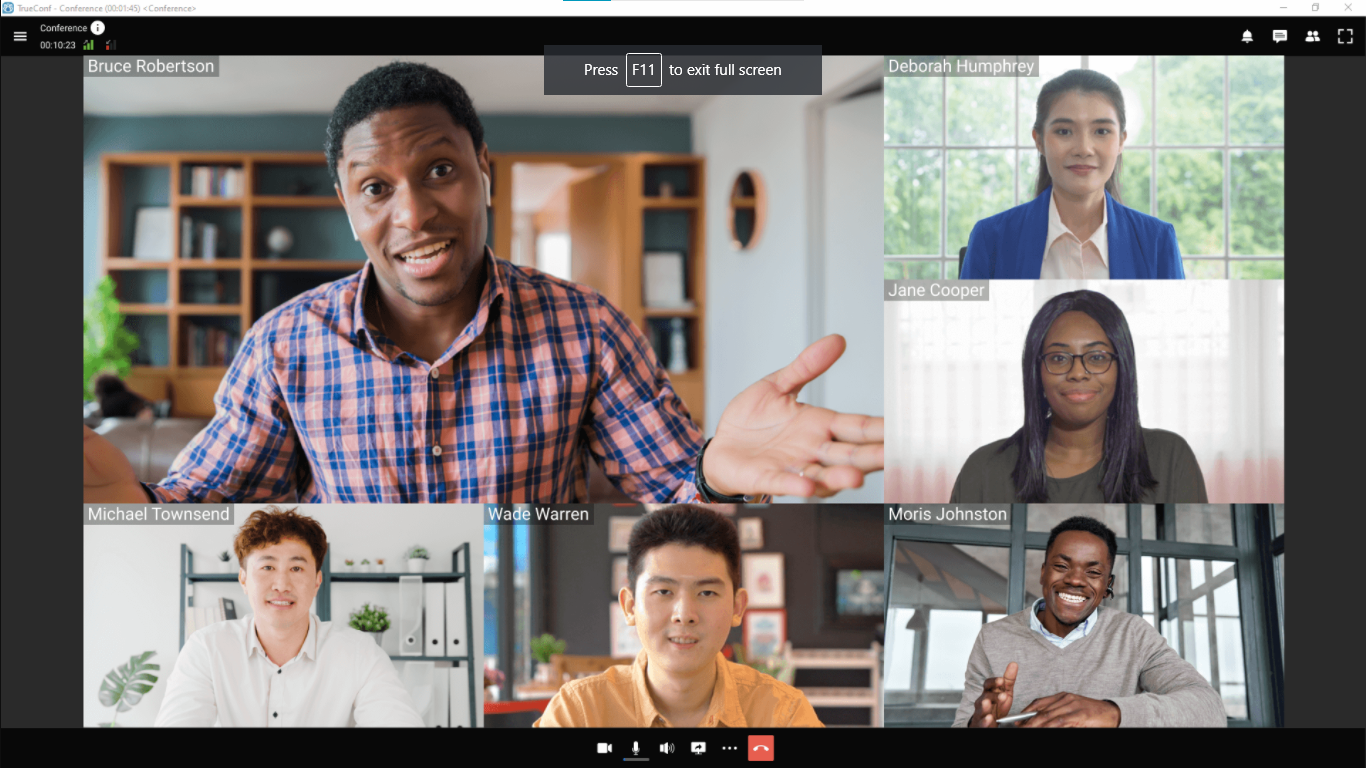 TrueConf - Conference (00:01:45) <Conference>
Conference
00:10:23
Press F11 to exit full screen
Bruce Robertson
Deborah Humphrey
Jane Cooper
Michael Townsend
Wade Warren
Moris Johnston